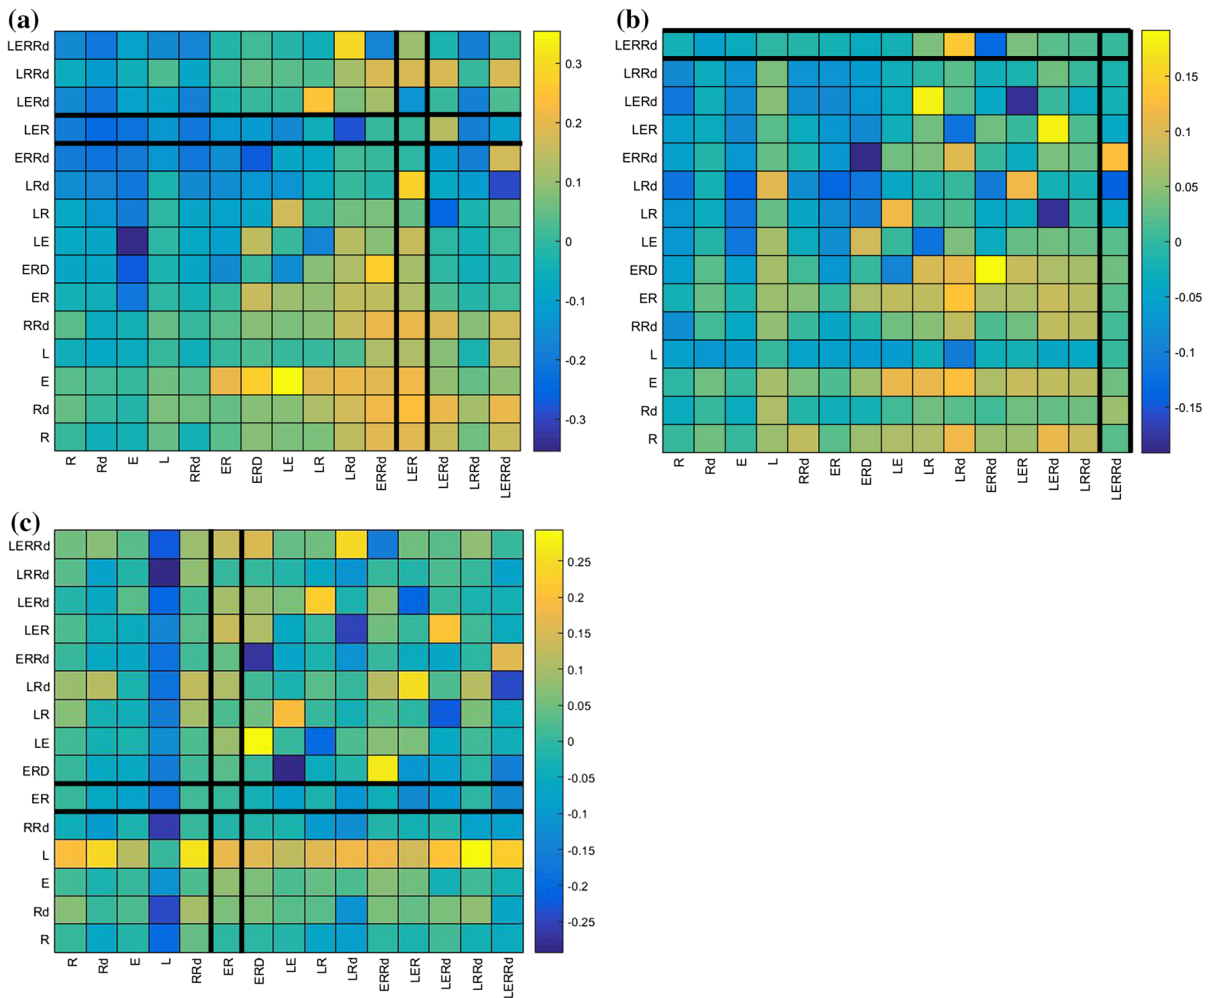 (a)
LERRd
LRRd
LERd
LER
ERRd
LRd
LR
LE
ERD
ER
RRd
L
E
Rd
R
R Rd E L RRd ER ERD LE LR LRd ERRd LER LERd LRRd LERRd
0.3
0.2
0.1
0
-0.1
-0.2
-0.3
(b)
LERRd
LRRd
LERd
LER
ERRd
LRd
LR
LE
ERD
ER
RRd
L
E
Rd
R
R Rd E L RRd ER ERD LE LR LRd ERRd LER LERd LRRd LERRd
0.15
0.1
0.05
0
-0.05
-0.1
-0.15
(c)
LERRd
LRRd
LERd
LER
ERRd
LRd
LR
LE
ERD
ER
RRd
L
E
Rd
R
R Rd E L RRd ER ERD LE LR LRd ERRd LER LERd LRRd LERRd
0.25
0.2
0.15
0.1
0.05
0
-0.05
-0.1
-0.15
-0.2
-0.25